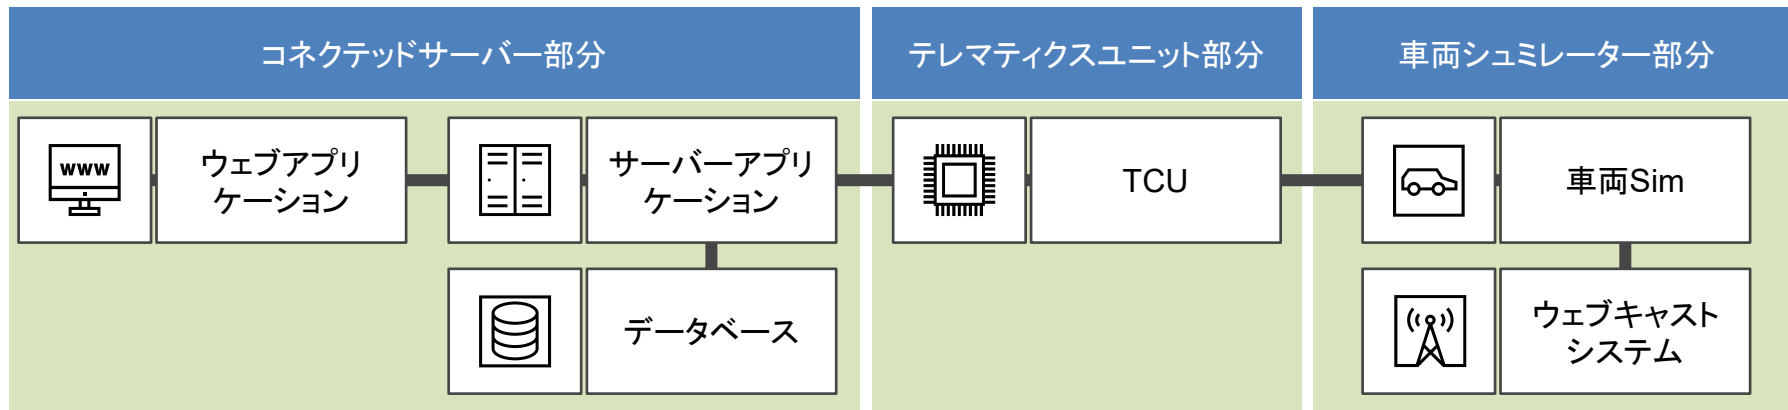 コネクテッドサーバー部分
テレマティクスユニット部分
車両シュミレーター部分
www
ウェブアプリ
ケーション
サーバーアプリ
ケーション
TCU
車両Sim
データベース
ウェブキャスト
システム